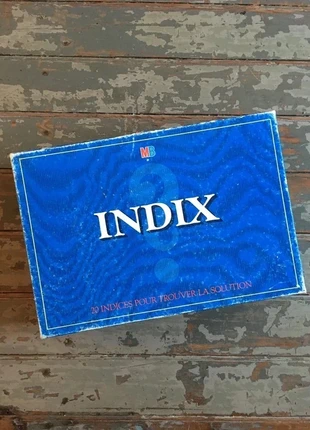 MB
INDIX
20 INDICES POUR TROUVER LA SOLUTION